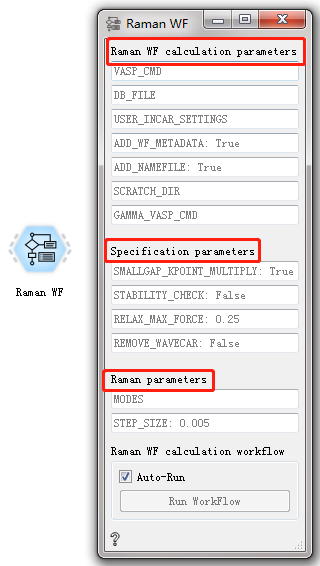 Raman WF
Raman WF calculation parameters
VASP_CMD
DB_FILE
USER_INCAR_SETTINGS
ADD_WF_METADATA: True
ADD_NAMEFILE: True
SCRATCH_DIR
GAMMA_VASP_CMD
Raman WF
Specification parameters
SMALLGAP_KPOINT_MULTIPLY: True
STABILITY_CHECK: False
RELAX_MAX_FORCE: 0.25
REMOVE_WAVECAR: False
Raman parameters
MODES
STEP_SIZE: 0.005
Raman WF calculation workflow
Auto-Run
Run WorkFlow
?